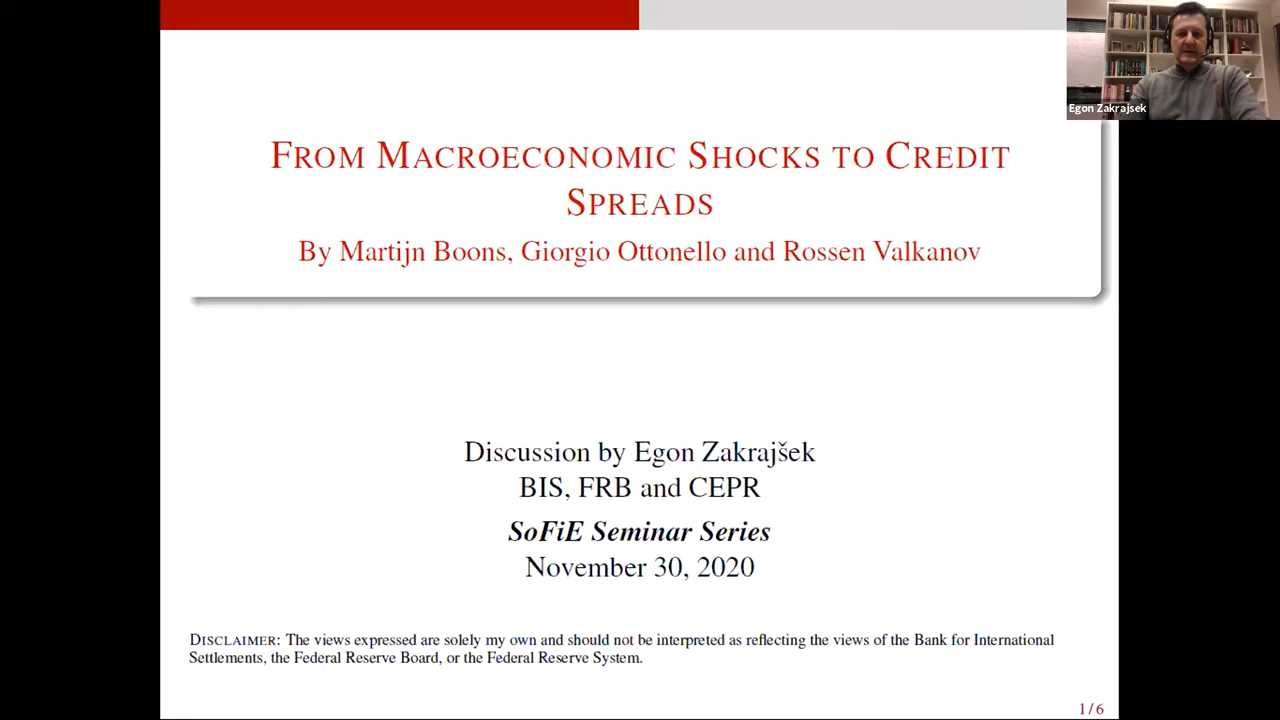 Egon Zakrajsek
FROM MACROECONOMIC SHOCKS TO CREDIT
SPREADS
By Martijn Boons, Giorgio Ottonello and Rossen Valkanov
Discussion by Egon Zakrajšek
BIS, FRB and CEPR
SoFiE Seminar Series
November 30, 2020
DISCLAIMER: The views expressed are solely my own and should not be interpreted as reflecting the views of the Bank for International
Settlements, the Federal Reserve Board, or the Federal Reserve System.
1 / 6